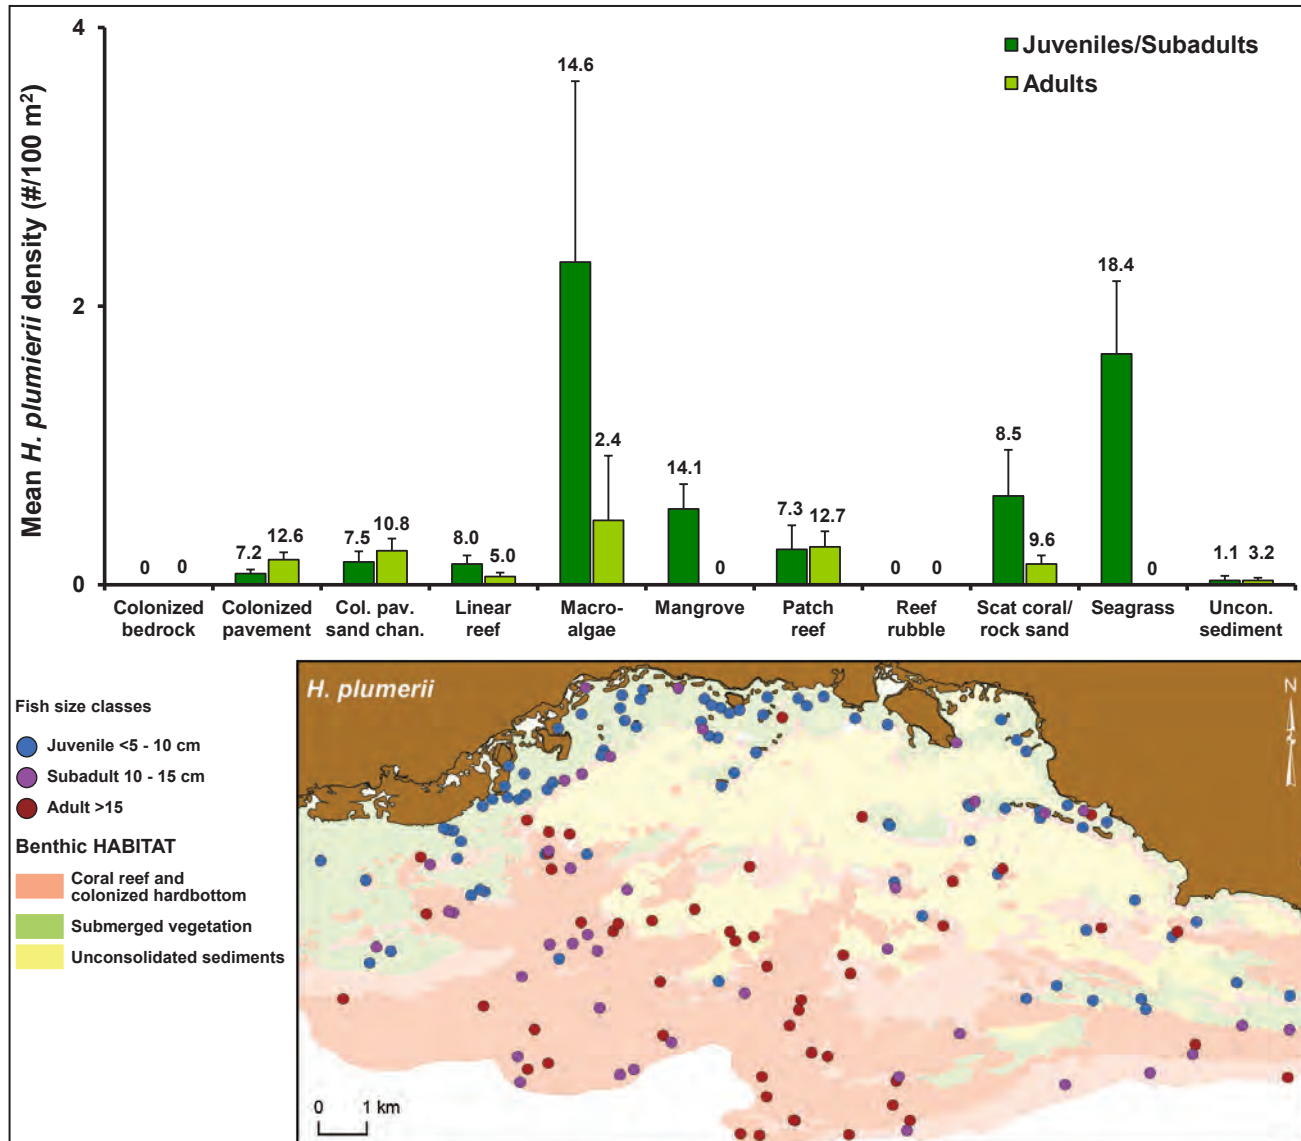 4
2
0
Mean H. plumierii density (#/100 m²)
Juveniles/Subadults
Adults
0 0
7.2 12.6
7.5 10.8
8.0 5.0
14.6 2.4
14.1 0
7.3 12.7
0 0
8.5 9.6
18.4 0
1.1 3.2
Colonized
bedrock
Colonized
pavement
Col. pav.
sand chan.
Linear
reef
Macro-
algae
Mangrove
Patch
reef
Reef
rubble
Scat coral/
rock sand
Seagrass
Uncon.
sediment
Fish size classes
Juvenile <5 - 10 cm
Subadult 10 - 15 cm
Adult >15
Benthic HABITAT
Coral reef and
colonized hardbottom
Submerged vegetation
Unconsolidated sediments
H. plumerii
N
0 1 km